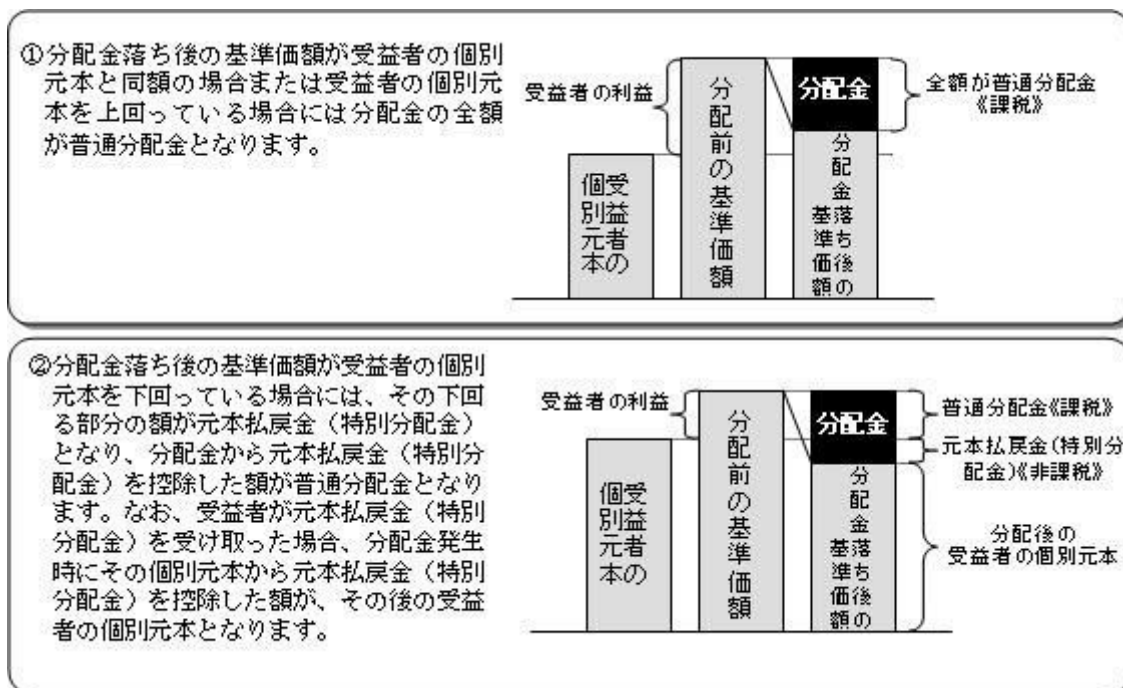 ①分配金落ち後の基準価額が受益者の個別
元本と同額の場合または受益者の個別元
本を上回っている場合には分配金の全額
が普通分配金となります。
受益者の利益
受益者の
個別元本
分配前の基準価額
分配金
分配金落ち後の
基準価額
全額が普通分配金
《課税》
②分配金落ち後の基準価額が受益者の個別
元本を下回っている場合には、その下回
る部分の額が元本払戻金（特別分配金）
となり、分配金から元本払戻金（特別分
配金）を控除した額が普通分配金となり
ます。なお、受益者が元本払戻金（特別
分配金）を受け取った場合、分配金発生
時にその個別元本から元本払戻金（特別
分配金）を控除した額が、その後の受益
者の個別元本となります。
受益者の利益
受益者の
個別元本
分配前の基準価額
分配金
分配金落ち後の
基準価額
普通分配金《課税》
元本払戻金（特別分
配金）《非課税》
分配後の
受益者の個別元本